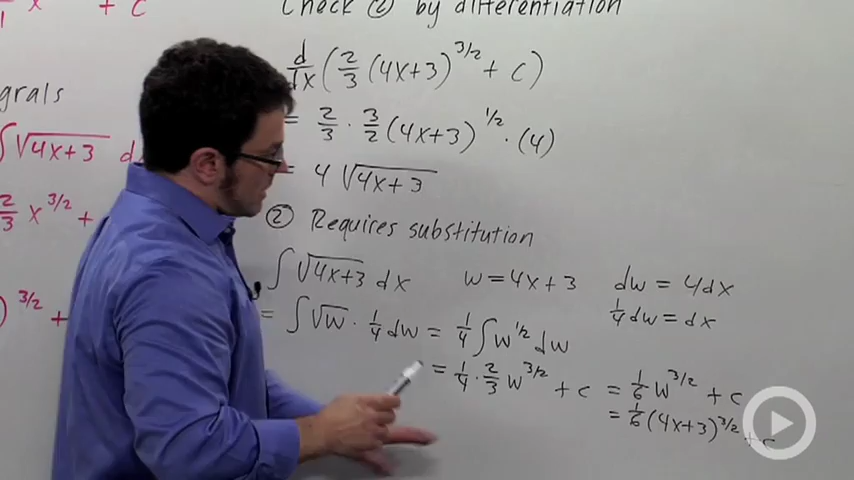 x + C
Check ② by differentiation
d/dx (2/3 (4x+3)^3/2 + C)
grals
= 2/3 · 3/2 (4x+3)^1/2 · (4)
∫ √4x+3 d
= 4 √4x+3
2/3 x^3/2 +
② Requires substitution
∫ √4x+3 dx w = 4x+3 dw = 4dx
1/4 dw = dx
) 3/2 +
= ∫ √w · 1/4 dw = 1/4 ∫ w^1/2 dw
= 1/4 · 2/3 w^3/2 + C = 1/6 w^3/2 + C
= 1/6 (4x+3)^3/2 + C